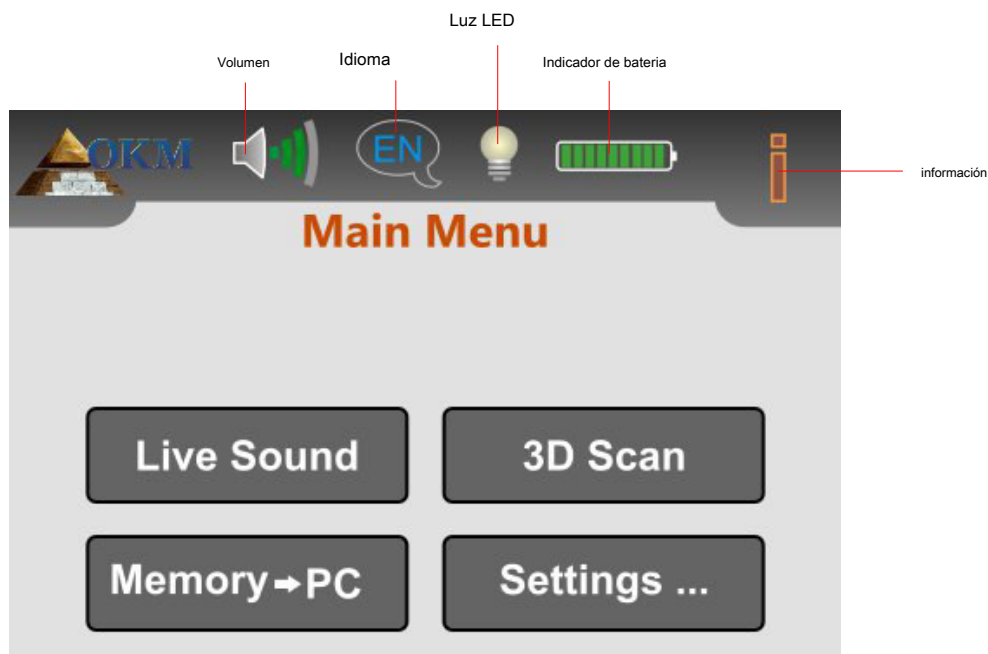 Luz LED
Volumen
Idioma
Indicador de bateria
OKM
EN
información
Main Menu
Live Sound
3D Scan
Memory➡PC
Settings ...